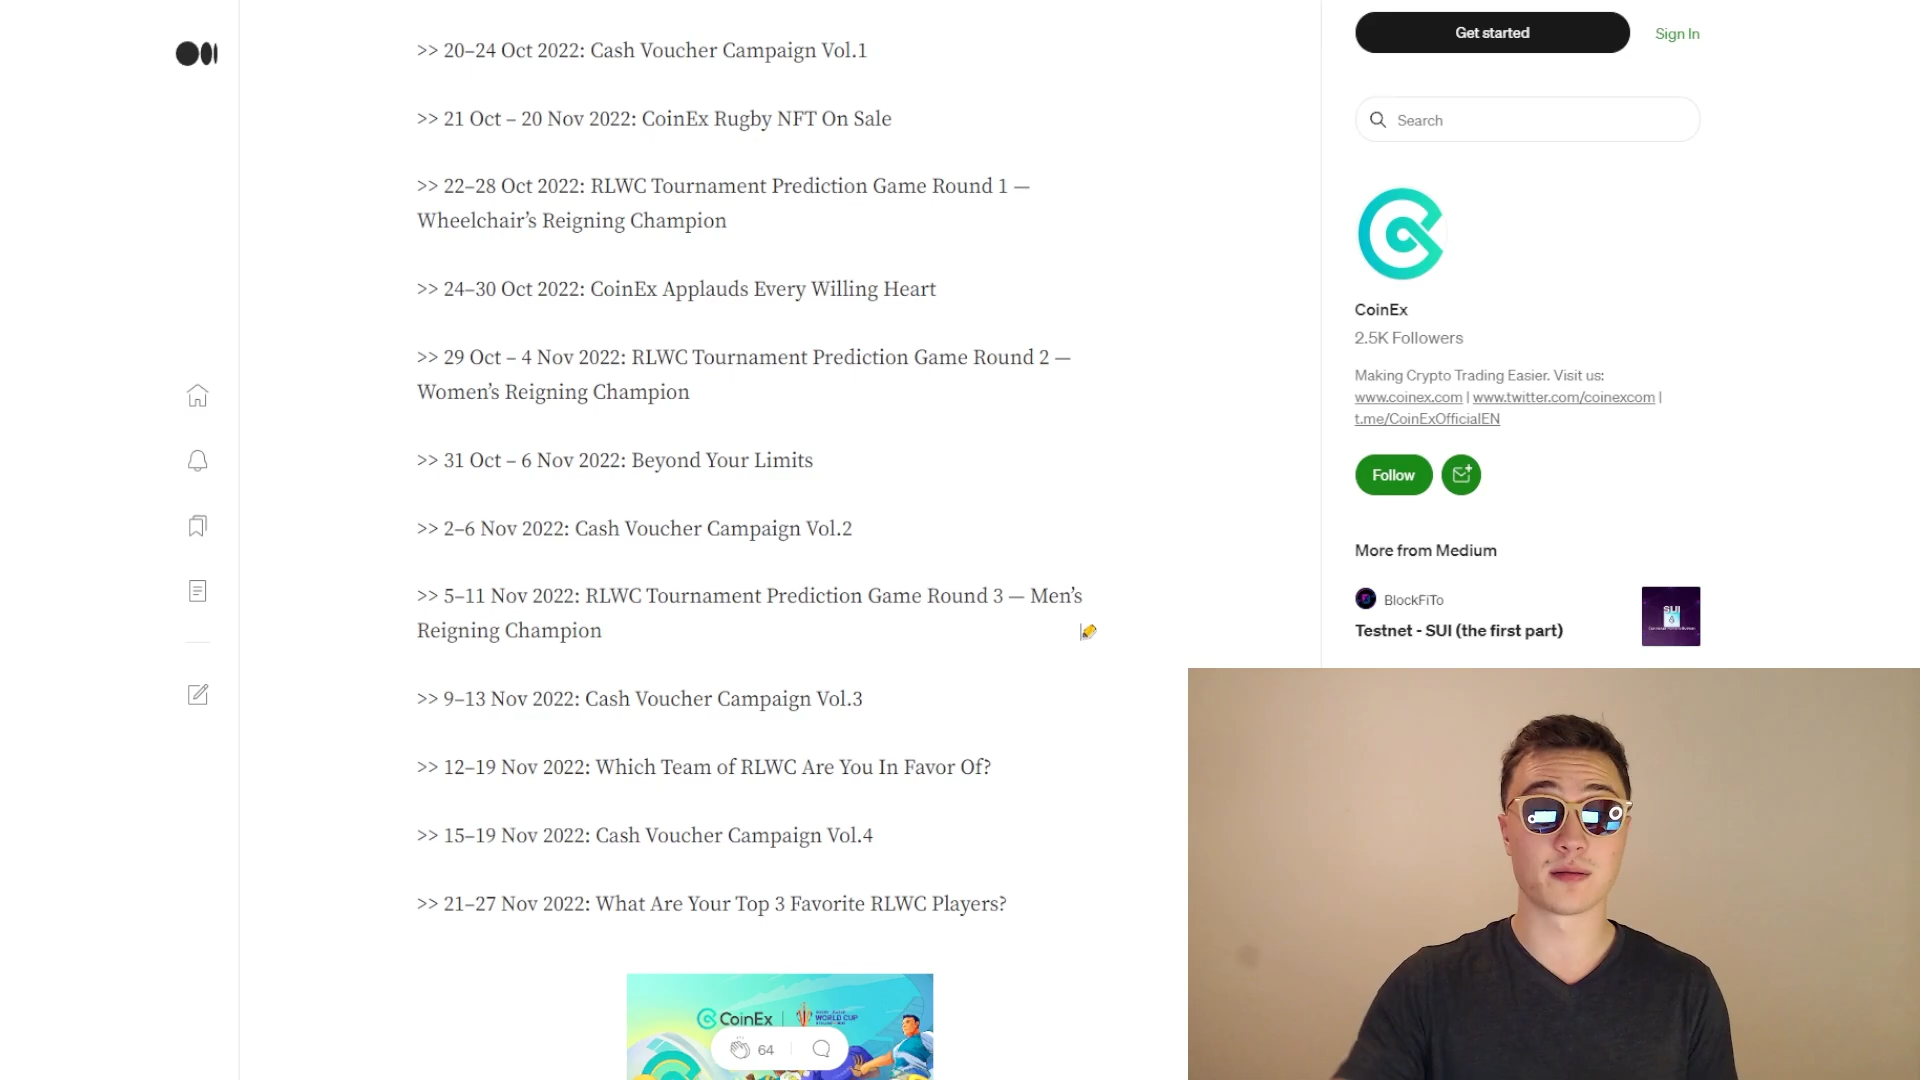 >> 20–24 Oct 2022: Cash Voucher Campaign Vol.1
>> 21 Oct – 20 Nov 2022: CoinEx Rugby NFT On Sale
>> 22–28 Oct 2022: RLWC Tournament Prediction Game Round 1 —
Wheelchair’s Reigning Champion
>> 24–30 Oct 2022: CoinEx Applauds Every Willing Heart
>> 29 Oct – 4 Nov 2022: RLWC Tournament Prediction Game Round 2 —
Women’s Reigning Champion
>> 31 Oct – 6 Nov 2022: Beyond Your Limits
>> 2–6 Nov 2022: Cash Voucher Campaign Vol.2
>> 5–11 Nov 2022: RLWC Tournament Prediction Game Round 3 — Men’s
Reigning Champion
>> 9–13 Nov 2022: Cash Voucher Campaign Vol.3
>> 12–19 Nov 2022: Which Team of RLWC Are You In Favor Of?
>> 15–19 Nov 2022: Cash Voucher Campaign Vol.4
>> 21–27 Nov 2022: What Are Your Top 3 Favorite RLWC Players?
CoinEx
WORLD CUP
64
Get started
Sign In
Search
CoinEx
2.5K Followers
Making Crypto Trading Easier. Visit us:
www.coinex.com | www.twitter.com/coinexcom |
t.me/CoinExOfficialEN
Follow
More from Medium
BlockFiTo
Testnet - SUI (the first part)
SUI
&